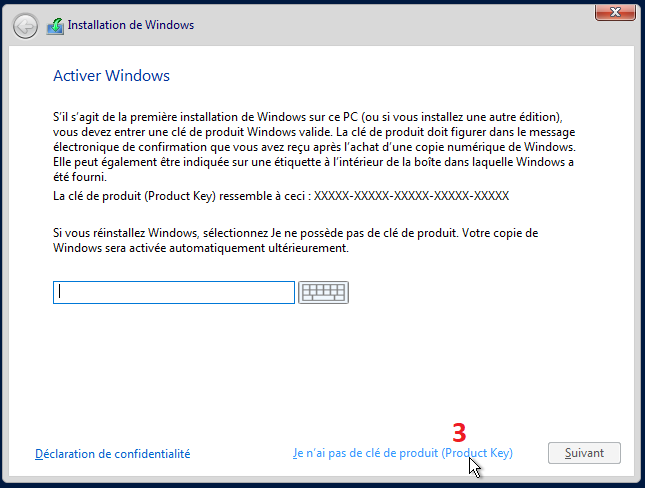 Installation de Windows
Activer Windows
S'il s'agit de la première installation de Windows sur ce PC (ou si vous installez une autre édition),
vous devez entrer une clé de produit Windows valide. La clé de produit doit figurer dans le message
électronique de confirmation que vous avez reçu après l'achat d'une copie numérique de Windows.
Elle peut également être indiquée sur une étiquette à l'intérieur de la boîte dans laquelle Windows a
été fourni.
La clé de produit (Product Key) ressemble à ceci : XXXXX-XXXXX-XXXXX-XXXXX-XXXXX
Si vous réinstallez Windows, sélectionnez Je ne possède pas de clé de produit. Votre copie de
Windows sera activée automatiquement ultérieurement.
3
Déclaration de confidentialité
Je n'ai pas de clé de produit (Product Key)
Suivant